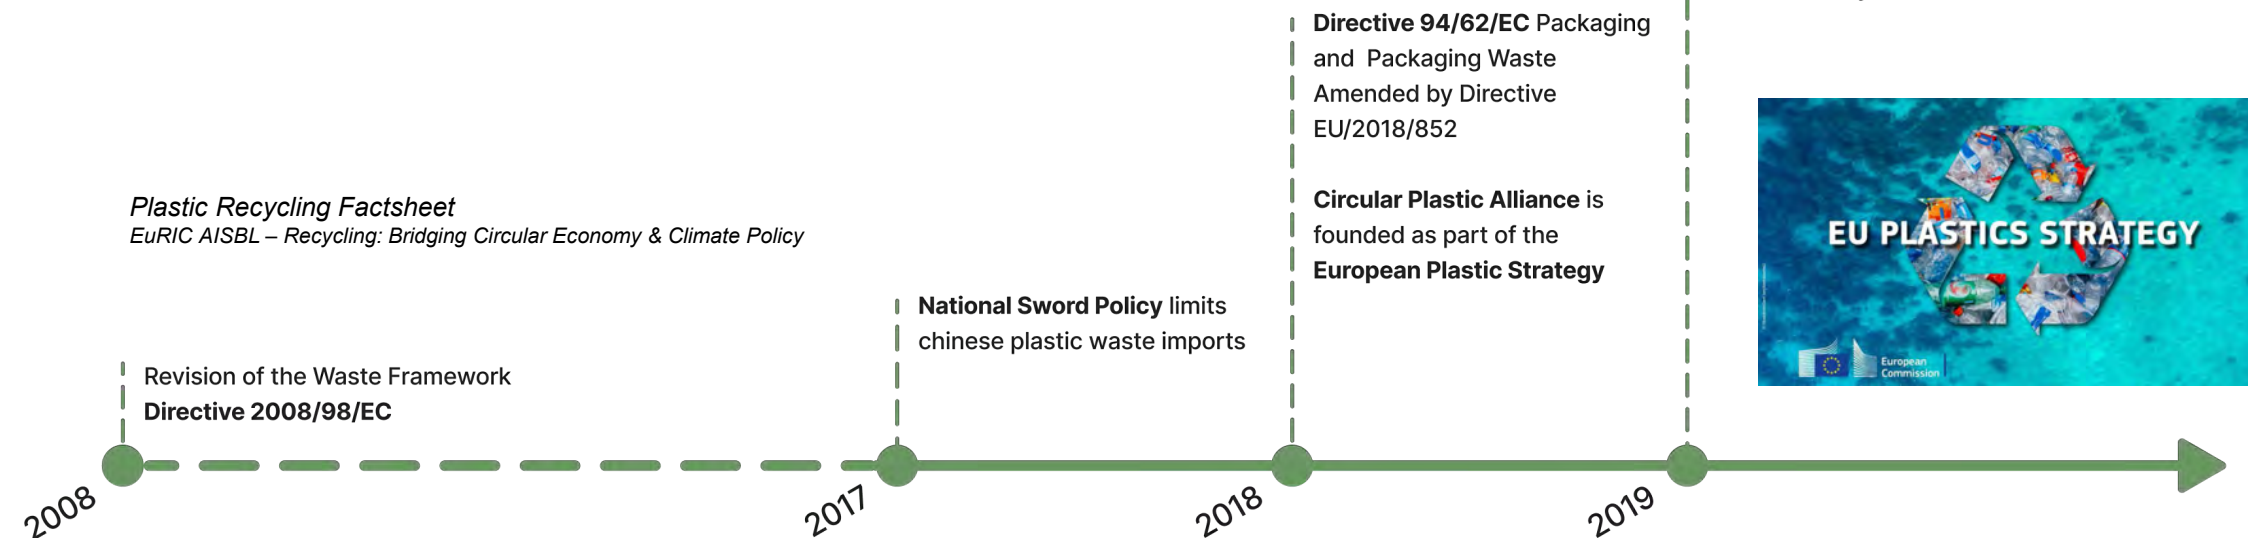 Directive 94/62/EC Packaging
and Packaging Waste
Amended by Directive
EU/2018/852
Circular Plastic Alliance is
founded as part of the
European Plastic Strategy
Plastic Recycling Factsheet
EuRIC AISBL – Recycling: Bridging Circular Economy & Climate Policy
National Sword Policy limits
chinese plastic waste imports
Revision of the Waste Framework
Directive 2008/98/EC
EU PLASTICS STRATEGY
European
Commission
2008
2017
2018
2019